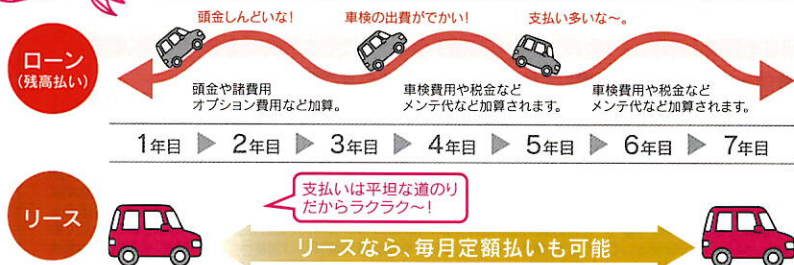 頭金しんどいな!
車検の出費がでかい!
支払い多いな〜。
ローン
(残高払い)
頭金や諸費用
オプション費用など加算。
車検費用や税金など
メンテ代など加算されます。
車検費用や税金など
メンテ代など加算されます。
1年目 ▶ 2年目 ▶ 3年目 ▶ 4年目 ▶ 5年目 ▶ 6年目 ▶ 7年目
リース
支払いは平坦な道のり
だからラクラク〜!
リースなら、毎月定額払いも可能